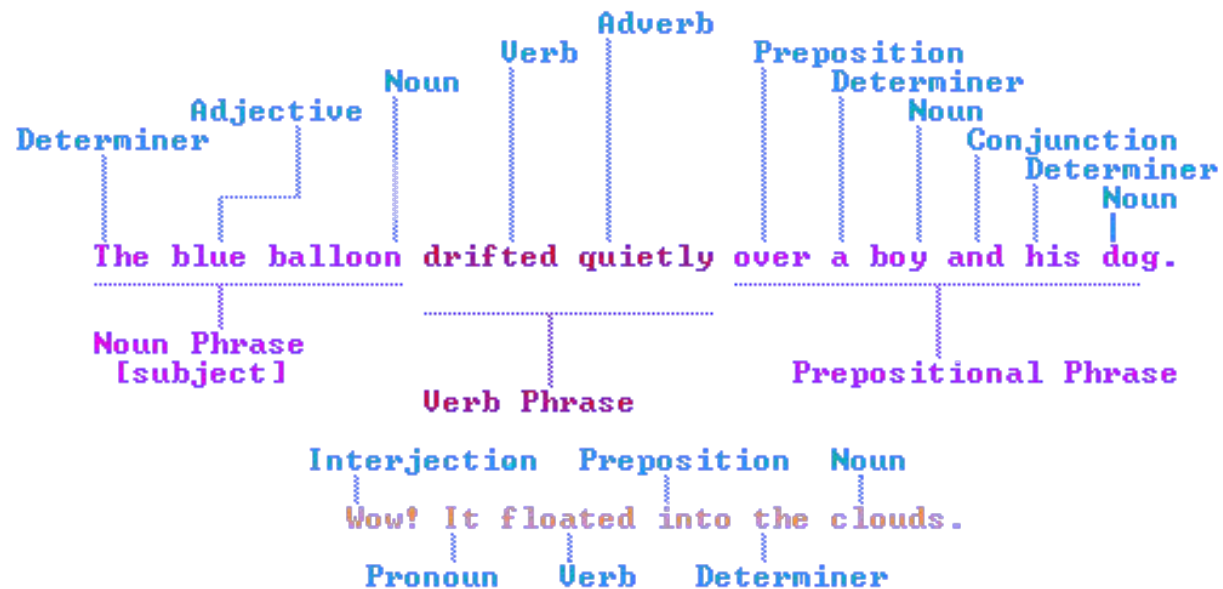 Adverb
Verb Preposition
Noun Determiner
Adjective Noun
Determiner Conjunction
Determiner
Noun
The blue balloon drifted quietly over a boy and his dog.
Noun Phrase
[subject] Prepositional Phrase
Verb Phrase
Interjection Preposition Noun
Wow! It floated into the clouds.
Pronoun Verb Determiner